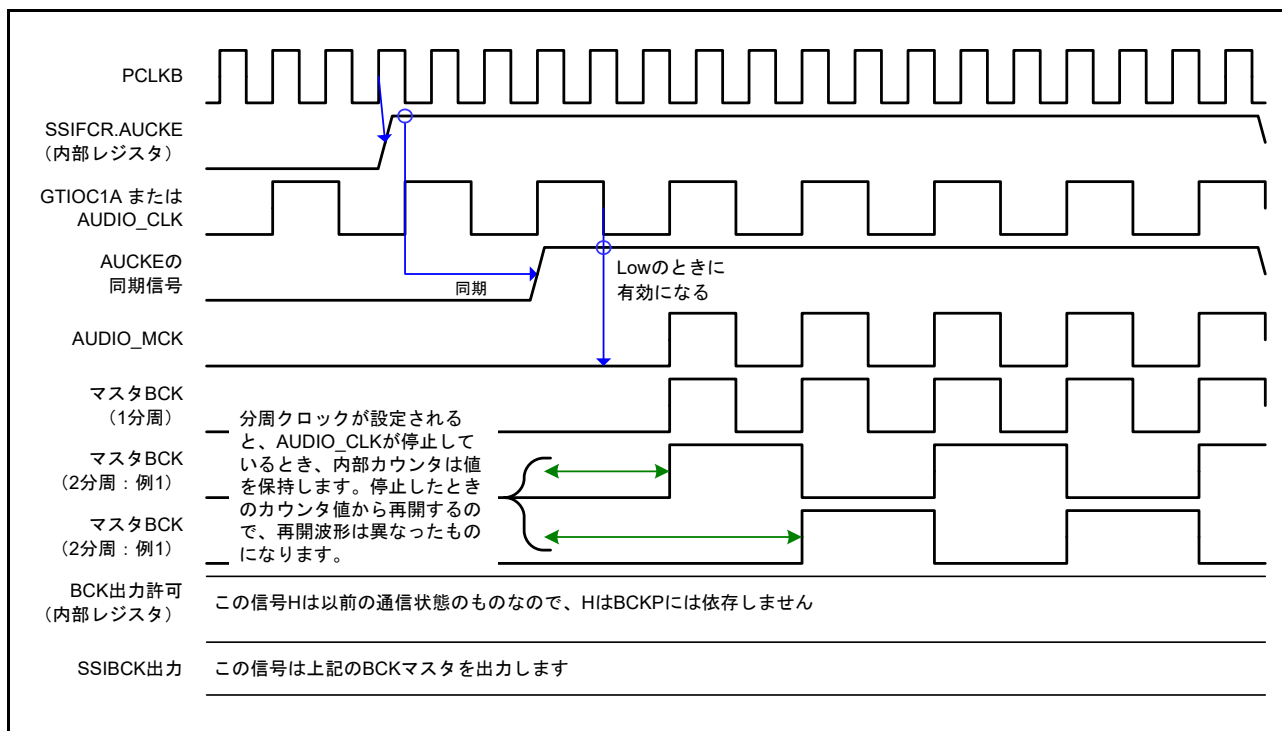 PCLKB
SSIFCR.AUCKE
（内部レジスタ）
GTIOC1A または
AUDIO_CLK
AUCKEの
同期信号
同期
Lowのときに
有効になる
AUDIO_MCK
マスタBCK
（1分周）
分周クロックが設定される
と、AUDIO_CLKが停止して
いるとき、内部カウンタは値
を保持します。停止したとき
のカウンタ値から再開するの
で、再開波形は異なったもの
になります。
マスタBCK
（2分周：例1）
マスタBCK
（2分周：例1）
BCK出力許可
（内部レジスタ）
この信号Hは以前の通信状態のものなので、HはBCKPには依存しません
SSIBCK出力
この信号は上記のBCKマスタを出力します